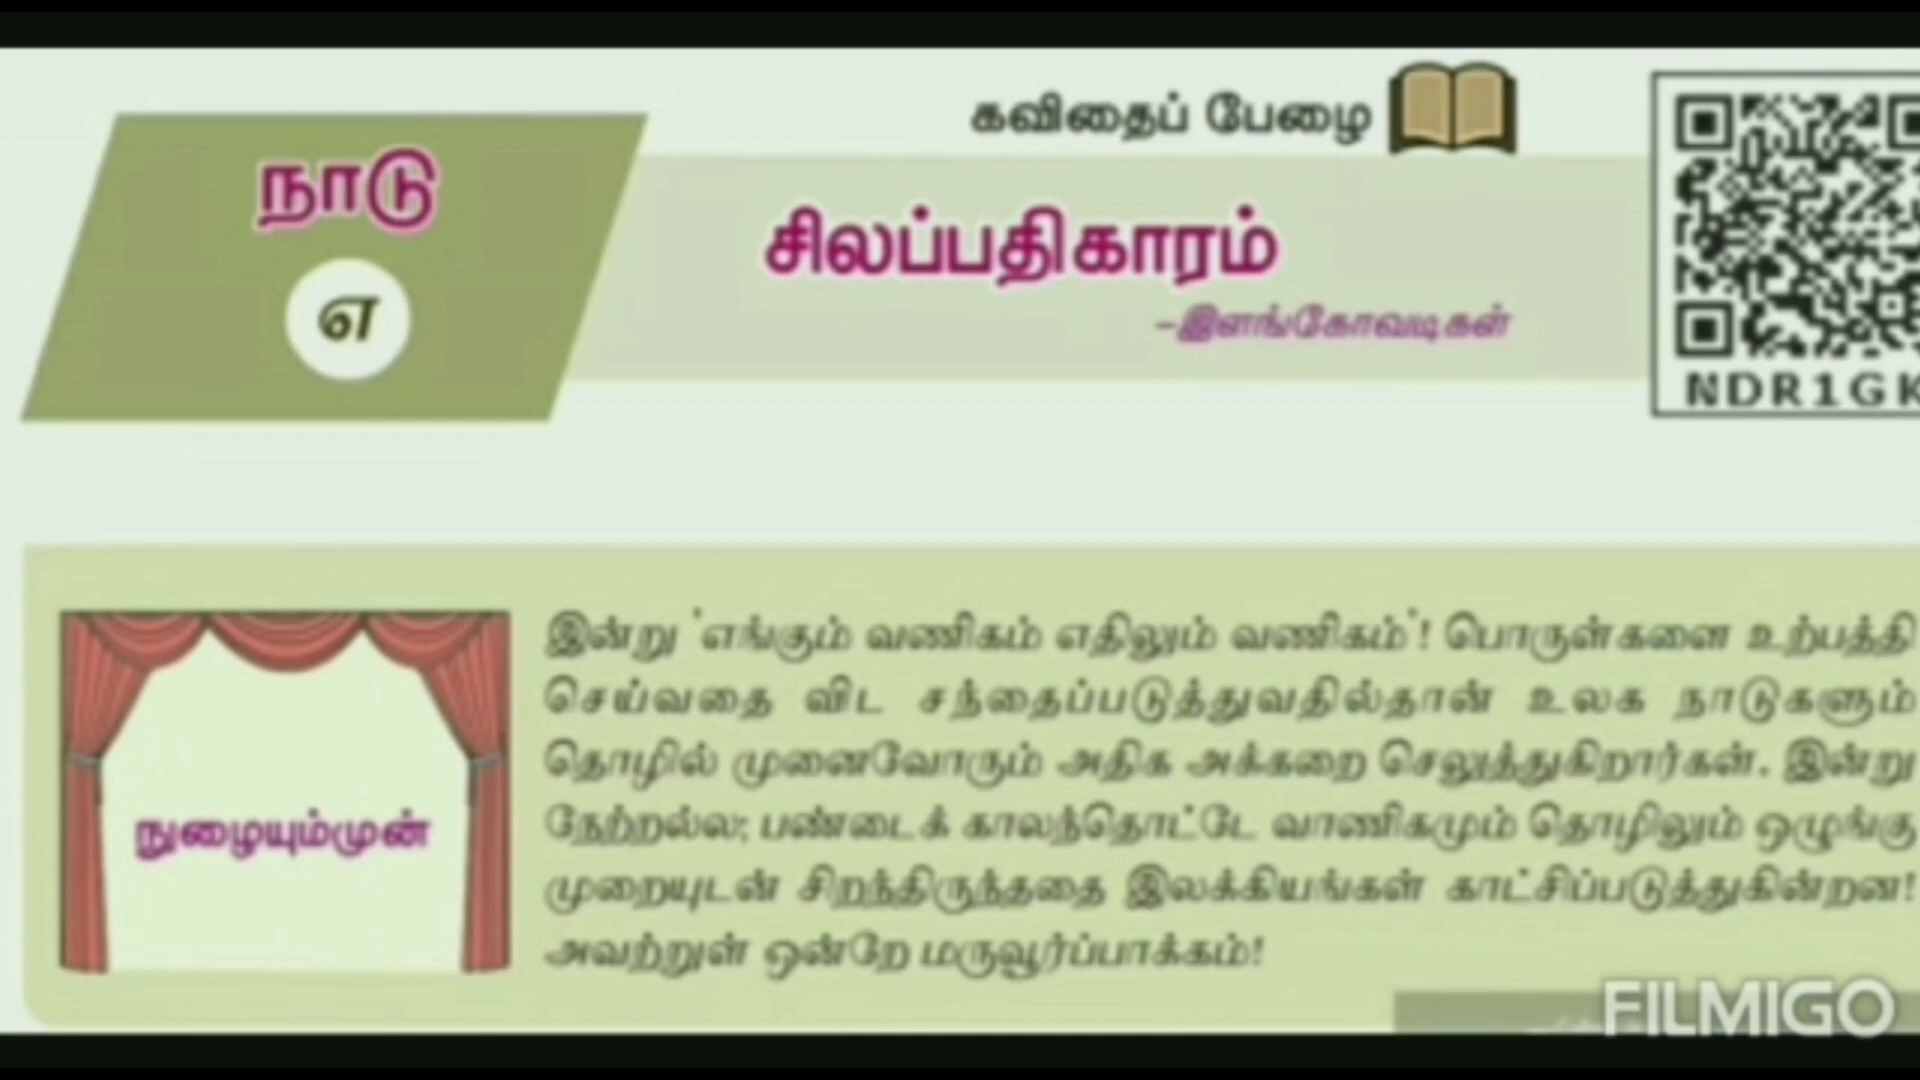 கவிதைப் பேழை
நாடு
எ
சிலப்பதிகாரம்
-இளங்கோவடிகள்
NDR1GK
நுழையும்முன்
இன்று 'எங்கும் வணிகம் எதிலும் வணிகம்'! பொருள்களை உற்பத்தி
செய்வதை விட சந்தைப்படுத்துவதில்தான் உலக நாடுகளும்
தொழில் முனைவோரும் அதிக அக்கறை செலுத்துகிறார்கள். இன்று
நேற்றல்ல; பண்டைக் காலந்தொட்டே வாணிகமும் தொழிலும் ஒழுங்கு
முறையுடன் சிறந்திருந்ததை இலக்கியங்கள் காட்சிப்படுத்துகின்றன!
அவற்றுள் ஒன்றே மருவூர்ப்பாக்கம்!
FILMIGO